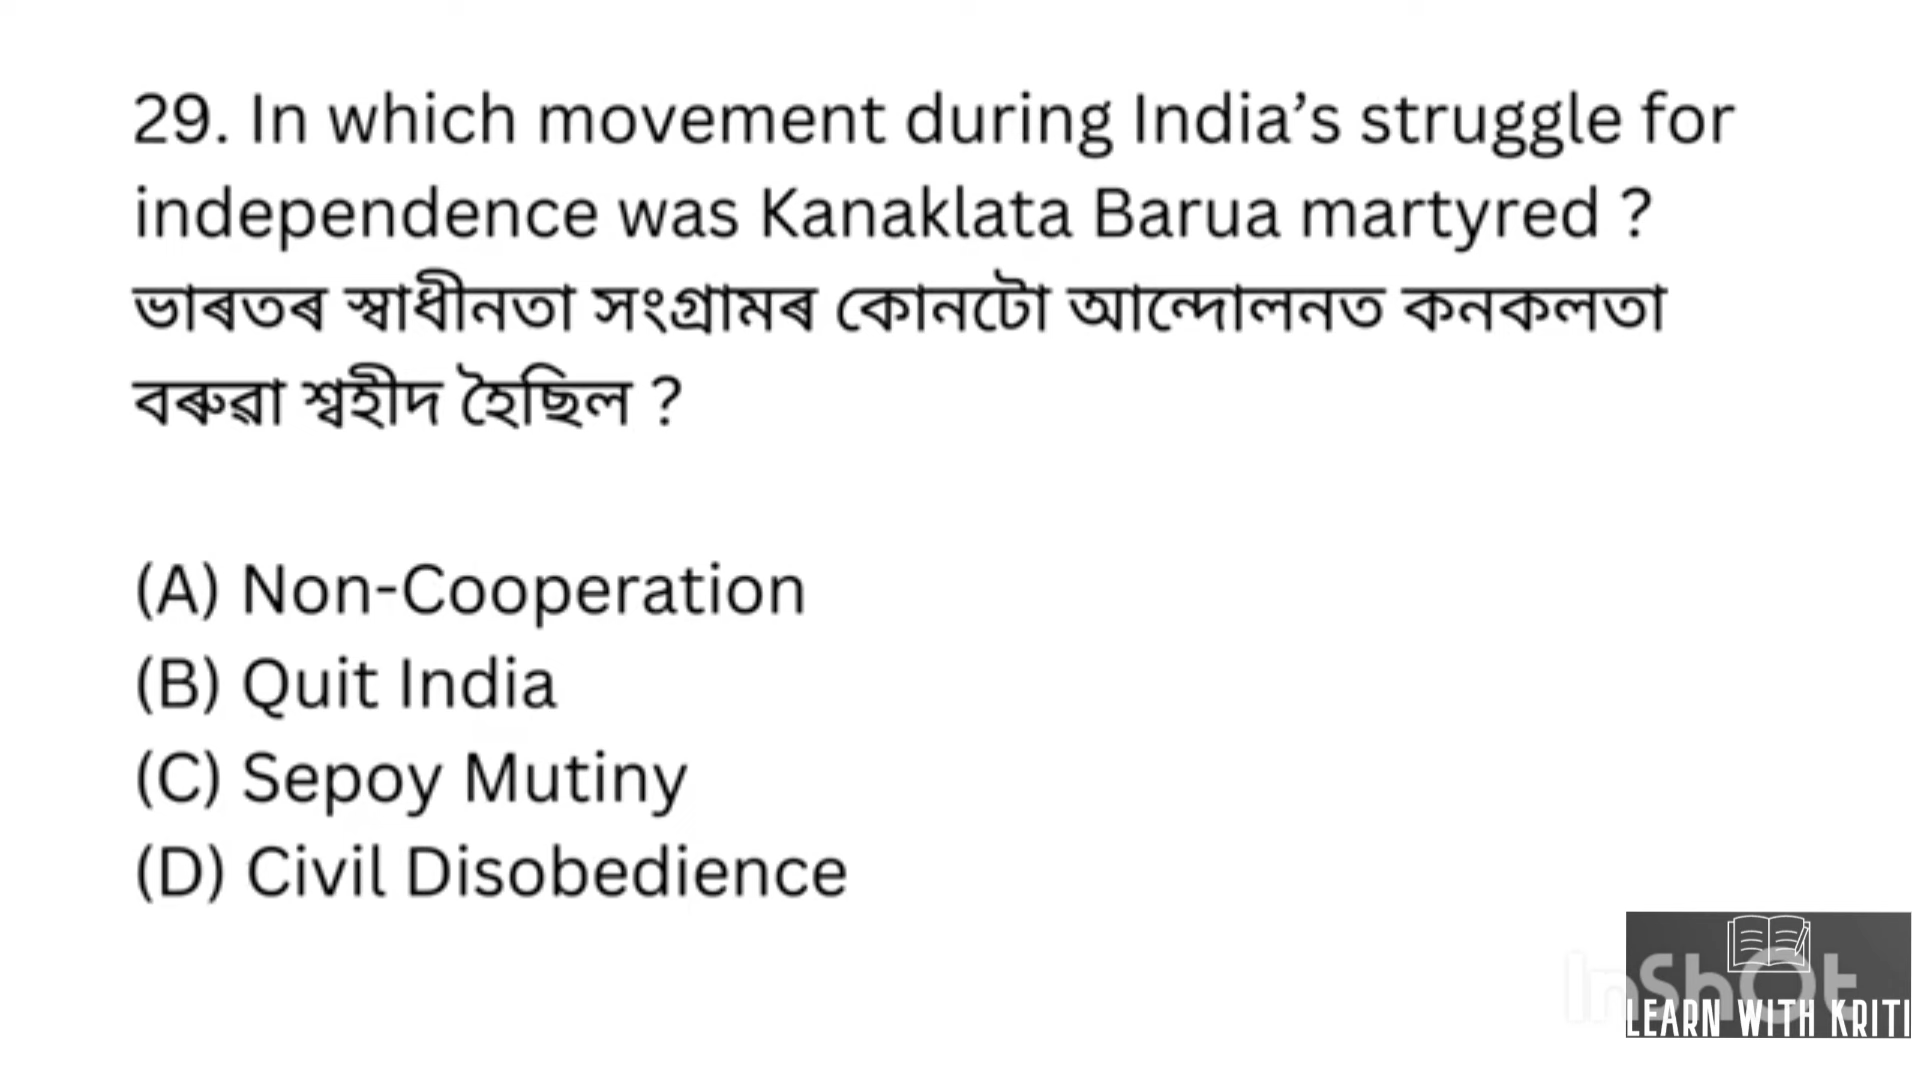 29. In which movement during India’s struggle for
independence was Kanaklata Barua martyred ?
ভাৰতৰ স্বাধীনতা সংগ্ৰামৰ কোনটো আন্দোলনত কনকলতা
বৰুৱা শ্বহীদ হৈছিল ?
(A) Non-Cooperation
(B) Quit India
(C) Sepoy Mutiny
(D) Civil Disobedience
InShOt
LEARN WITH KRITI